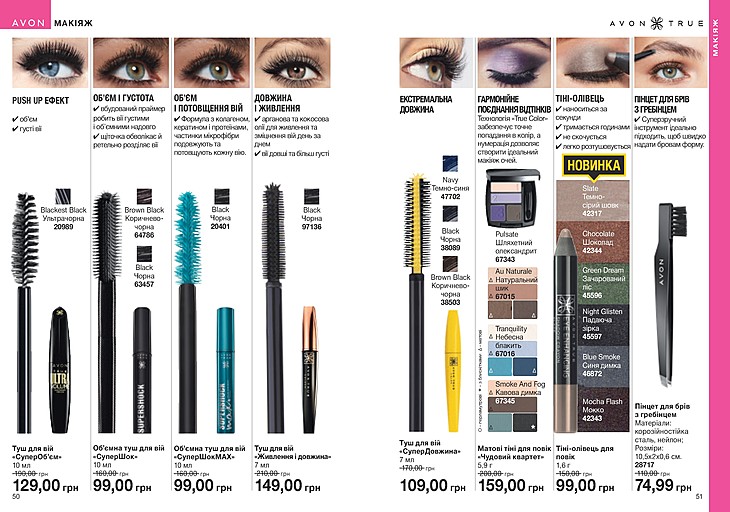 AVON МАКІЯЖ
PUSH UP ЕФЕКТ
✔ об'єм
✔ густі вії
Blackest Black
Ультрачорна
20989
Туш для вій
«СуперОб'єм»
10 мл
190,00 грн
129,00 грн
50
ОБ'ЄМ І ГУСТОТА
✔ вбудований праймер
робить вії густими
і об'ємними надовго
✔ щіточка обволікає й
ретельно розділяє вії
Brown Black
Коричнево-
чорна
64786
Black
Чорна
63457
SUPERSHOCK
Об'ємна туш для вій
«СуперШок»
10 мл
160,00 грн
99,00 грн
ОБ'ЄМ
І ПОТОВЩЕННЯ ВІЙ
✔ Формула з колагеном,
кератином і протеїнами,
частинки мікрофібри
подовжують та
потовщують кожну вію.
Black
Чорна
20401
SUPERSHOCK
Об'ємна туш для вій
«СуперШокMAX»
10 мл
160,00 грн
99,00 грн
ДОВЖИНА
І ЖИВЛЕННЯ
✔ арганова та кокосова
олії для живлення та
зміцнення вій день за
днем
✔ вії довші та більш густі
Black
Чорна
97136
Туш для вій
«Живлення і довжина»
7 мл
210,00 грн
149,00 грн
AVON TRUE
МАКІЯЖ
ЕКСТРЕМАЛЬНА
ДОВЖИНА
Navy
Темно-синя
47702
Black
Чорна
38089
Brown Black
Коричнево-
чорна
38503
Туш для вій
«СуперДовжина»
7 мл
170,00 грн
109,00 грн
ГАРМОНІЙНЕ
ПОЄДНАННЯ ВІДТІНКІВ
Технологія «True Color»
забезпечує точне
попадання в колір, а
нумерація дозволяє
створити ідеальний
макіяж очей.
Pulsate
Шляхетний
олександрит
67343
Au Naturale
Натуральний
шик
67015
Tranquility
Небесна
блакить
67016
Smoke And Fog
Кавова димка
67345
Матові тіні для повік
«Чудовий квартет»
5,9 г
200,00 грн
159,00 грн
ТІНІ-ОЛІВЕЦЬ
✔ наноситься за
секунди
✔ тримається годинами
✔ не скочується
✔ легко розтушовується
НОВИНКА
Slate
Темно-
сірий шовк
42317
Chocolate
Шоколад
42344
Green Dream
Зачарований
ліс
45596
Night Glisten
Падаюча
зірка
45597
Blue Smoke
Синя димка
46872
Mocha Flash
Мокко
42343
Тіні-олівець для
повік
1,6 г
150,00 грн
99,00 грн
ПІНЦЕТ ДЛЯ БРІВ
З ГРЕБІНЦЕМ
✔ Суперзручний
інструмент ідеально
підходить, щоб швидко
надати бровам форму.
AVON
Пінцет для брів
з гребінцем
Матеріали:
корозійностійка
сталь, нейлон;
Розміри:
10,5х2х0,6 см.
28717
110,00 грн
74,99 грн
51